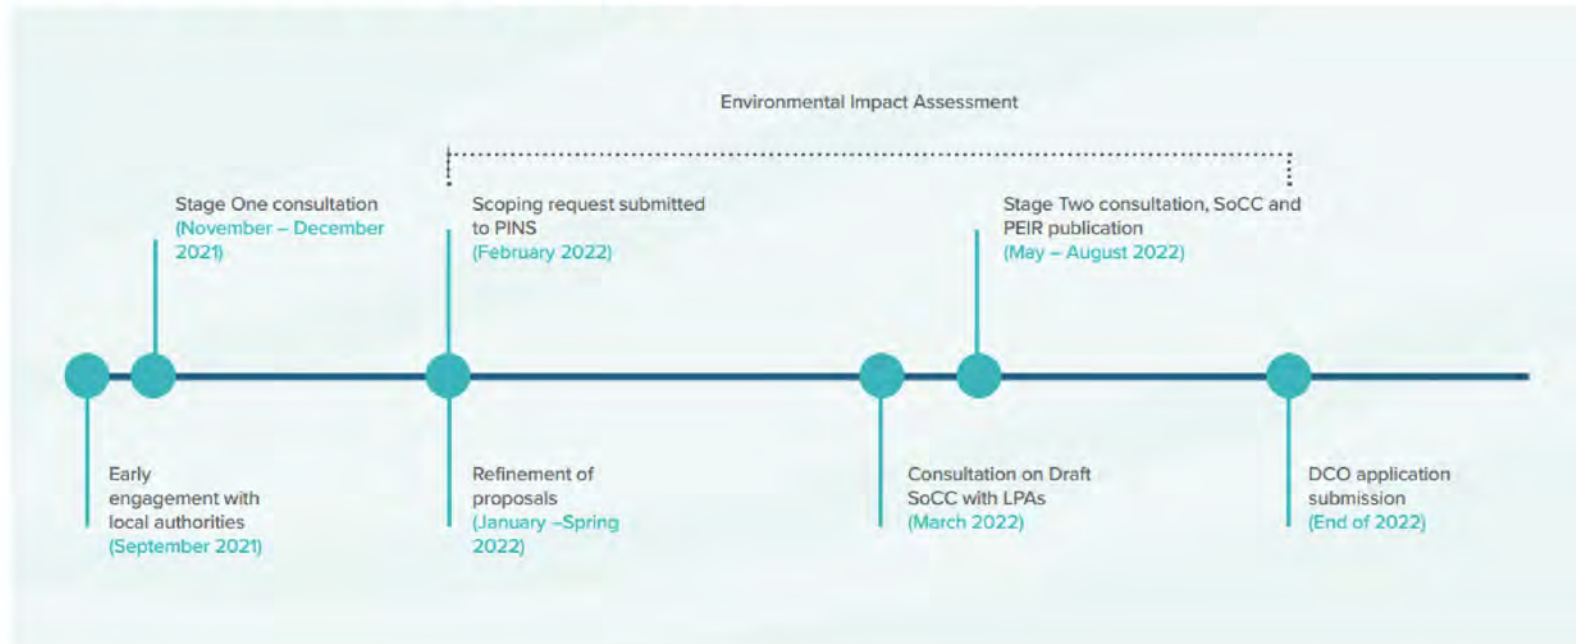 Environmental Impact Assessment
Stage One consultation
(November – December
2021)
Scoping request submitted
to PINS
(February 2022)
Stage Two consultation, SoCC and
PEIR publication
(May – August 2022)
Early
engagement with
local authorities
(September 2021)
Refinement of
proposals
(January –Spring
2022)
Consultation on Draft
SoCC with LPAs
(March 2022)
DCO application
submission
(End of 2022)